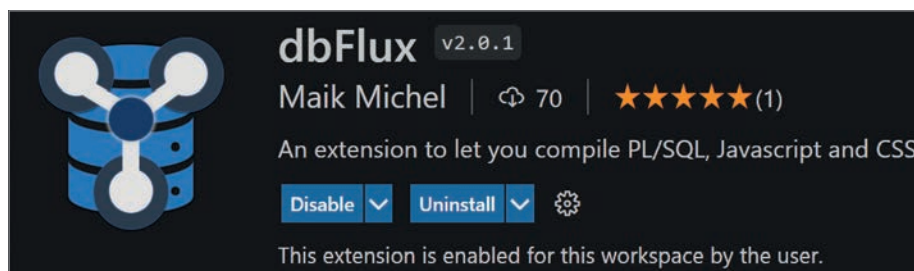 dbFlux v2.0.1
Maik Michel 70 (1)
An extension to let you compile PL/SQL, Javascript and CSS
Disable Uninstall
This extension is enabled for this workspace by the user.